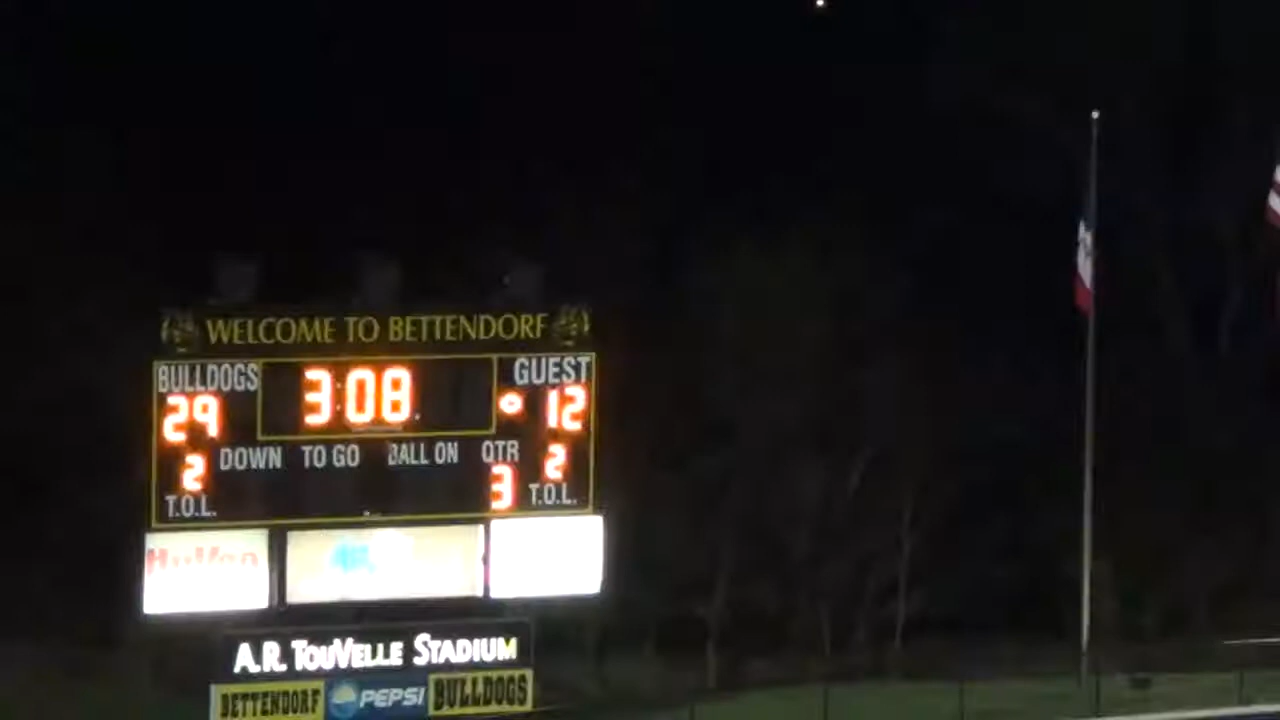 WELCOME TO BETTENDORF
BULLDOGS 3:08 GUEST
29 12
DOWN TO GO BALL ON QTR
2 3 2
T.O.L. T.O.L.
HyVee
A.R. TOUVELLE STADIUM
BETTENDORF PEPSI BULLDOGS